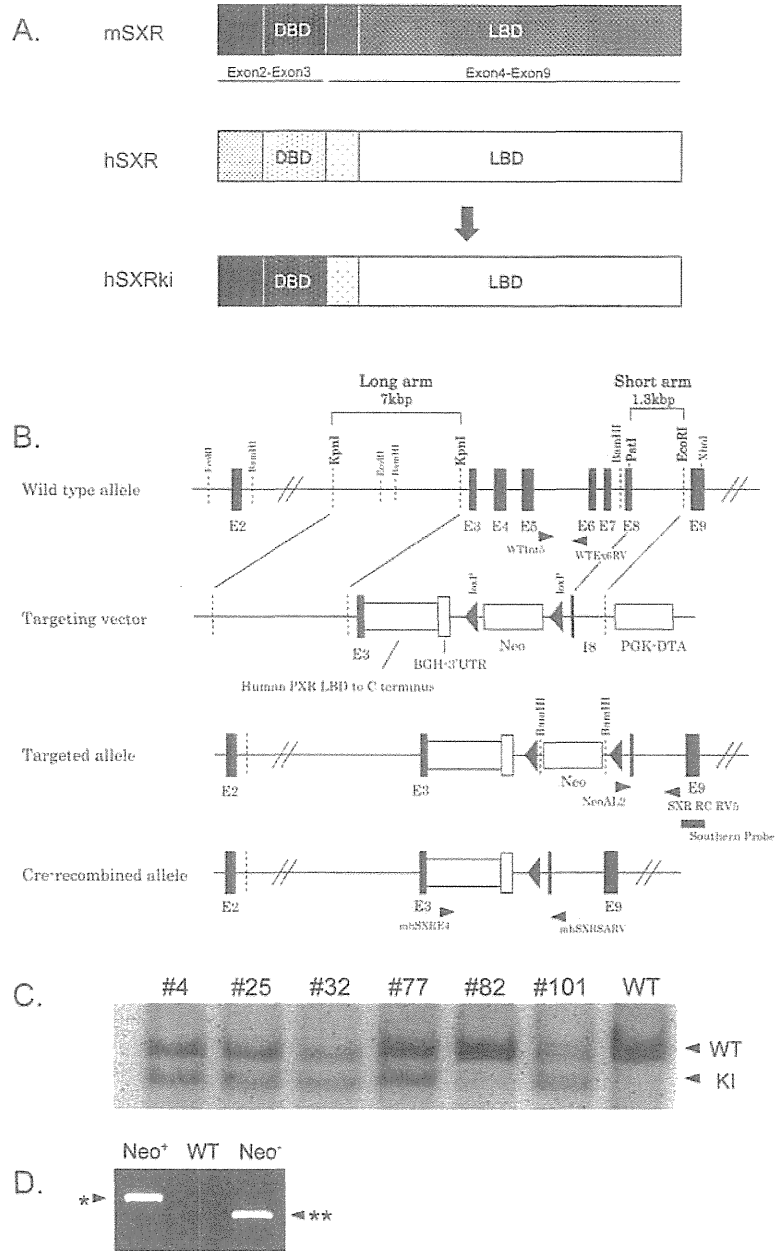 A.
mSXR
DBD
LBD
Exon2-Exon3
Exon4-Exon9
hSXR
DBD
LBD
hSXRki
DBD
LBD
B.
Long arm
7kbp
Short arm
1.3kbp
EcoRI
BamHI
KpnI
EcoRI
BamHI
KpnI
BamHI
PstI
EcoRI
XhoI
Wild type allele
E2
E3
E4
E5
E6
E7
E8
E9
WTInt5
WTEx6RV
Targeting vector
loxP
loxP
E3
BGH-3'UTR
Neo
I8
PGK-DTA
Human PXR LBD to C terminus
BamHI
BamHI
Targeted allele
E2
E3
Neo
E9
NeoAL2
SXR RC RV5
Southern Probe
Cre-recombined allele
E2
E3
E9
mhSXRE4
mhSXRSARV
C.
#4 #25 #32 #77 #82 #101 WT
WT
KI
D.
Neo+ WT Neo-
*
**